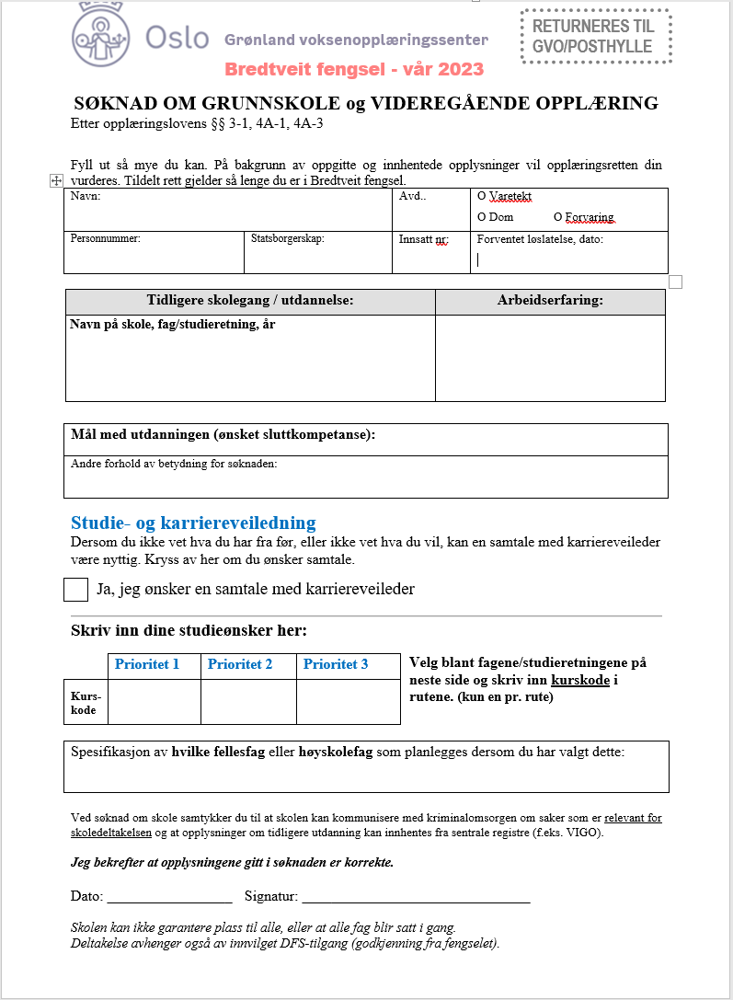 Oslo
Grønland voksenopplæringssenter
RETURNERES TIL
GVO/POSTHYLLE
Bredtveit fengsel - vår 2023
SØKNAD OM GRUNNSKOLE og VIDEREGÅENDE OPPLÆRING
Etter opplæringslovens §§ 3-1, 4A-1, 4A-3
Fyll ut så mye du kan. På bakgrunn av oppgitte og innhentede opplysninger vil opplæringsretten din
vurderes. Tildelt rett gjelder så lenge du er i Bredtveit fengsel.
Navn:
Avd..
O Varetekt
O Dom O Forvaring
Personnummer:
Statsborgerskap:
Innsatt nr:
Forventet løslatelse, dato:
Tidligere skolegang / utdannelse:
Arbeidserfaring:
Navn på skole, fag/studieretning, år
Mål med utdanningen (ønsket sluttkompetanse):
Andre forhold av betydning for søknaden:
Studie- og karriereveiledning
Dersom du ikke vet hva du har fra før, eller ikke vet hva du vil, kan en samtale med karriereveileder
være nyttig. Kryss av her om du ønsker samtale.
Ja, jeg ønsker en samtale med karriereveileder
Skriv inn dine studieønsker her:
Prioritet 1
Prioritet 2
Prioritet 3
Kurs-
kode
Velg blant fagene/studieretningene på
neste side og skriv inn kurskode i
rutene. (kun en pr. rute)
Spesifikasjon av hvilke fellesfag eller høyskolefag som planlegges dersom du har valgt dette:
Ved søknad om skole samtykker du til at skolen kan kommunisere med kriminalomsorgen om saker som er relevant for
skoledeltakelsen og at opplysninger om tidligere utdanning kan innhentes fra sentrale registre (f.eks. VIGO).
Jeg bekrefter at opplysningene gitt i søknaden er korrekte.
Dato: _________________ Signatur: _______________________________
Skolen kan ikke garantere plass til alle, eller at alle fag blir satt i gang.
Deltakelse avhenger også av innvilget DFS-tilgang (godkjenning fra fengselet).